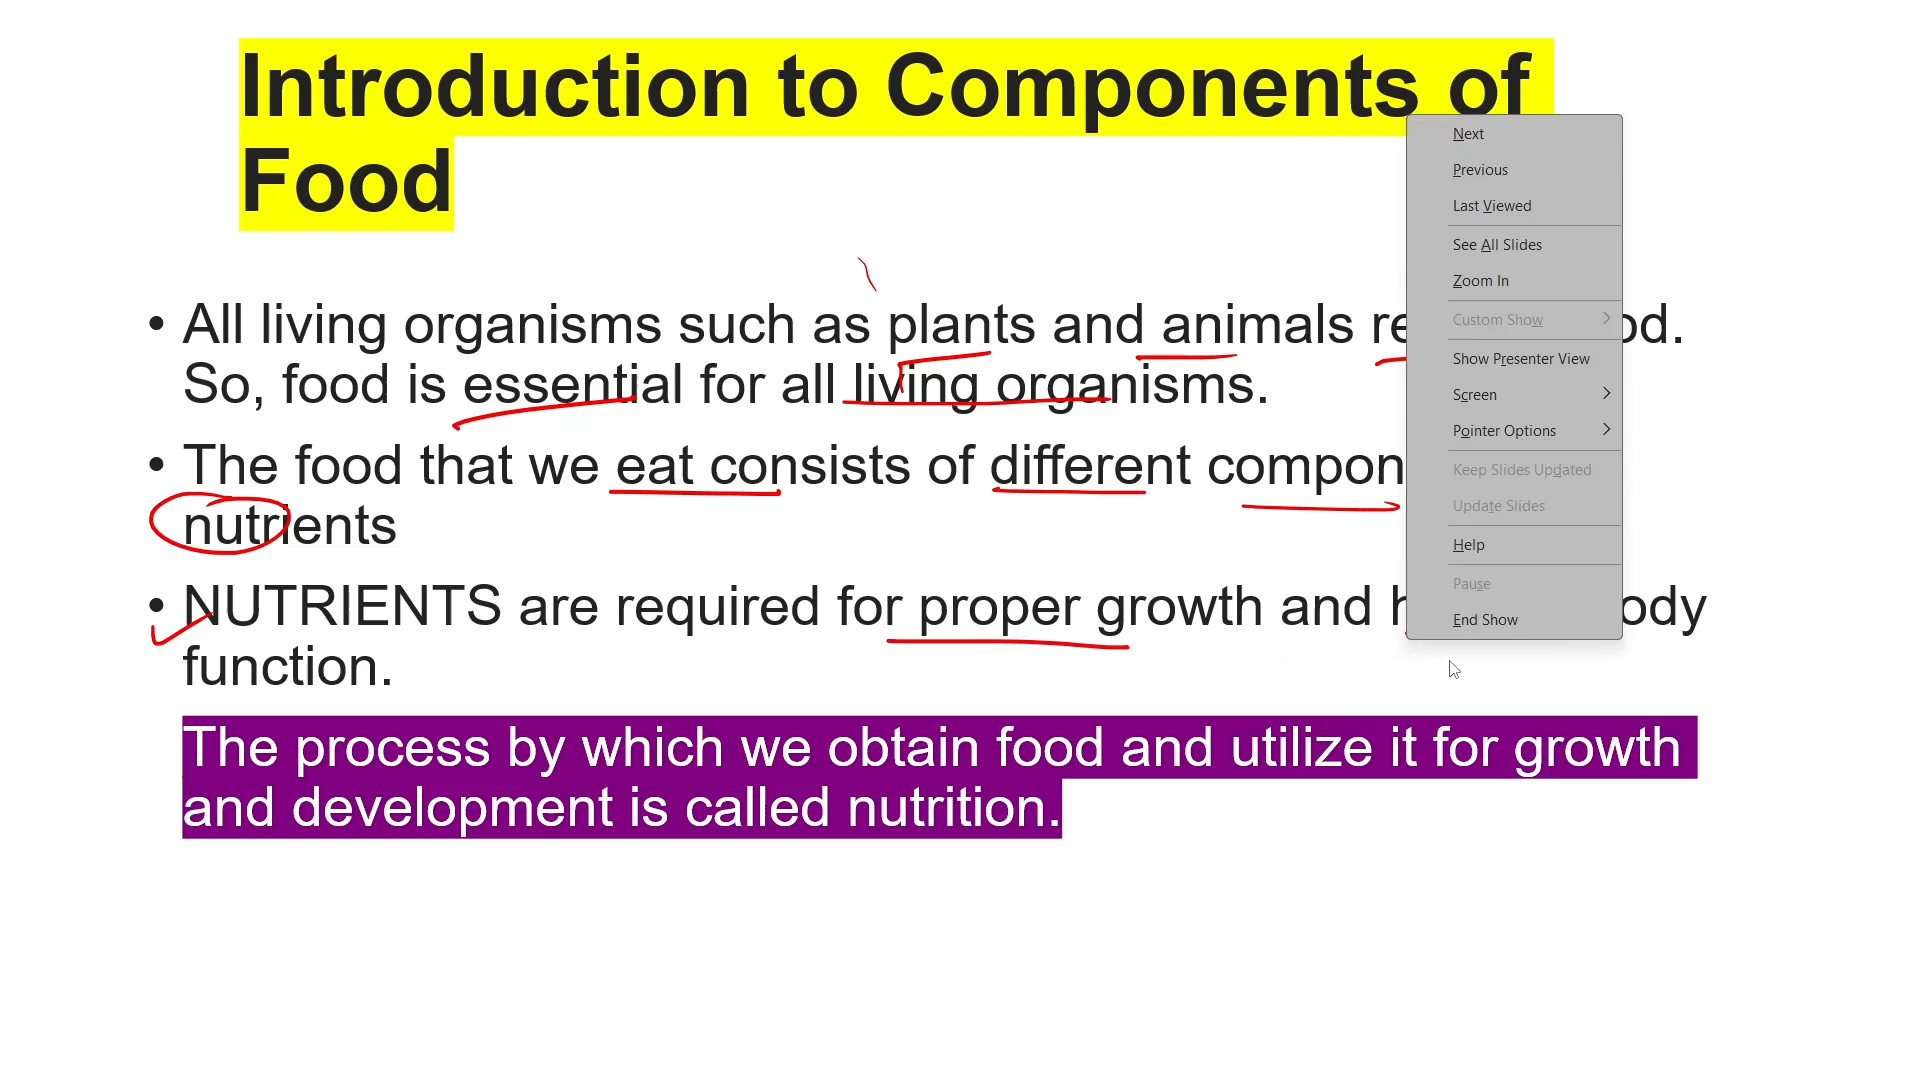 Introduction to Components of
Food
• All living organisms such as plants and animals
So, food is essential for all living organisms.
• The food that we eat consists of different
nutrients
• NUTRIENTS are required for proper growth and
function.
The process by which we obtain food and utilize it for growth
and development is called nutrition.
Next
Previous
Last Viewed
See All Slides
Zoom In
Custom Show
Show Presenter View
Screen
Pointer Options
Keep Slides Updated
Update Slides
Help
Pause
End Show